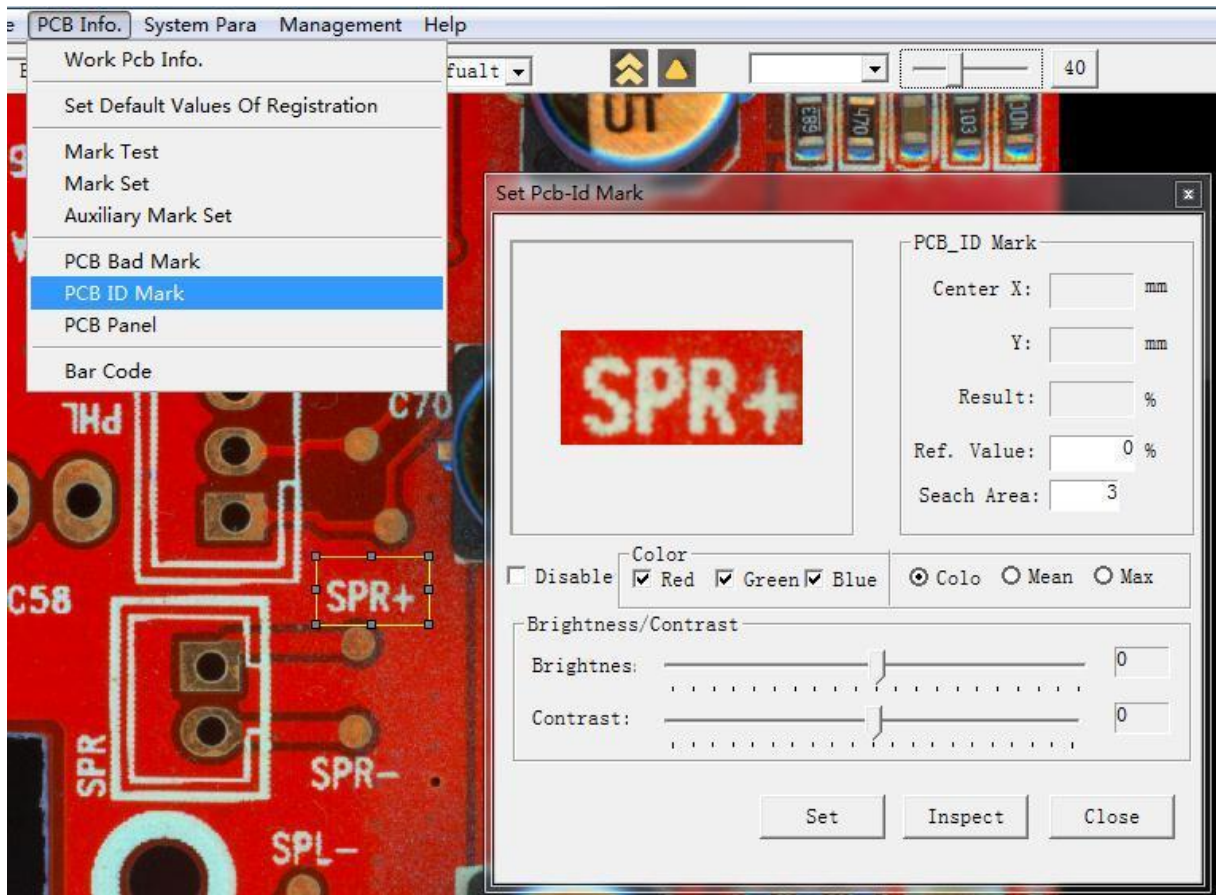 e PCB Info. System Para Management Help
Work Pcb Info.
fualt
40
Set Default Values Of Registration
Mark Test
Mark Set
Auxiliary Mark Set
PCB Bad Mark
PCB ID Mark
PCB Panel
Bar Code
UT
683
470
103
Set Pcb-Id Mark
x
PCB_ID Mark
Center X: mm
Y: mm
Result: %
Ref. Value: 0 %
Seach Area: 3
SPR+
Disable
Color
Red Green Blue
Colo Mean Max
Brightness/Contrast
Brightnes: 0
Contrast: 0
Set Inspect Close
PHL
C70
C58
SPR+
SPR
SPR-
SPL-